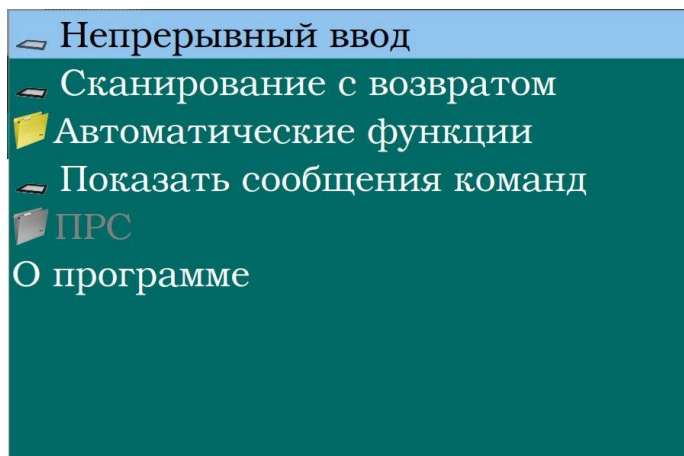 Непрерывный ввод
Сканирование с возвратом
Автоматические функции
Показать сообщения команд
ПРС
О программе